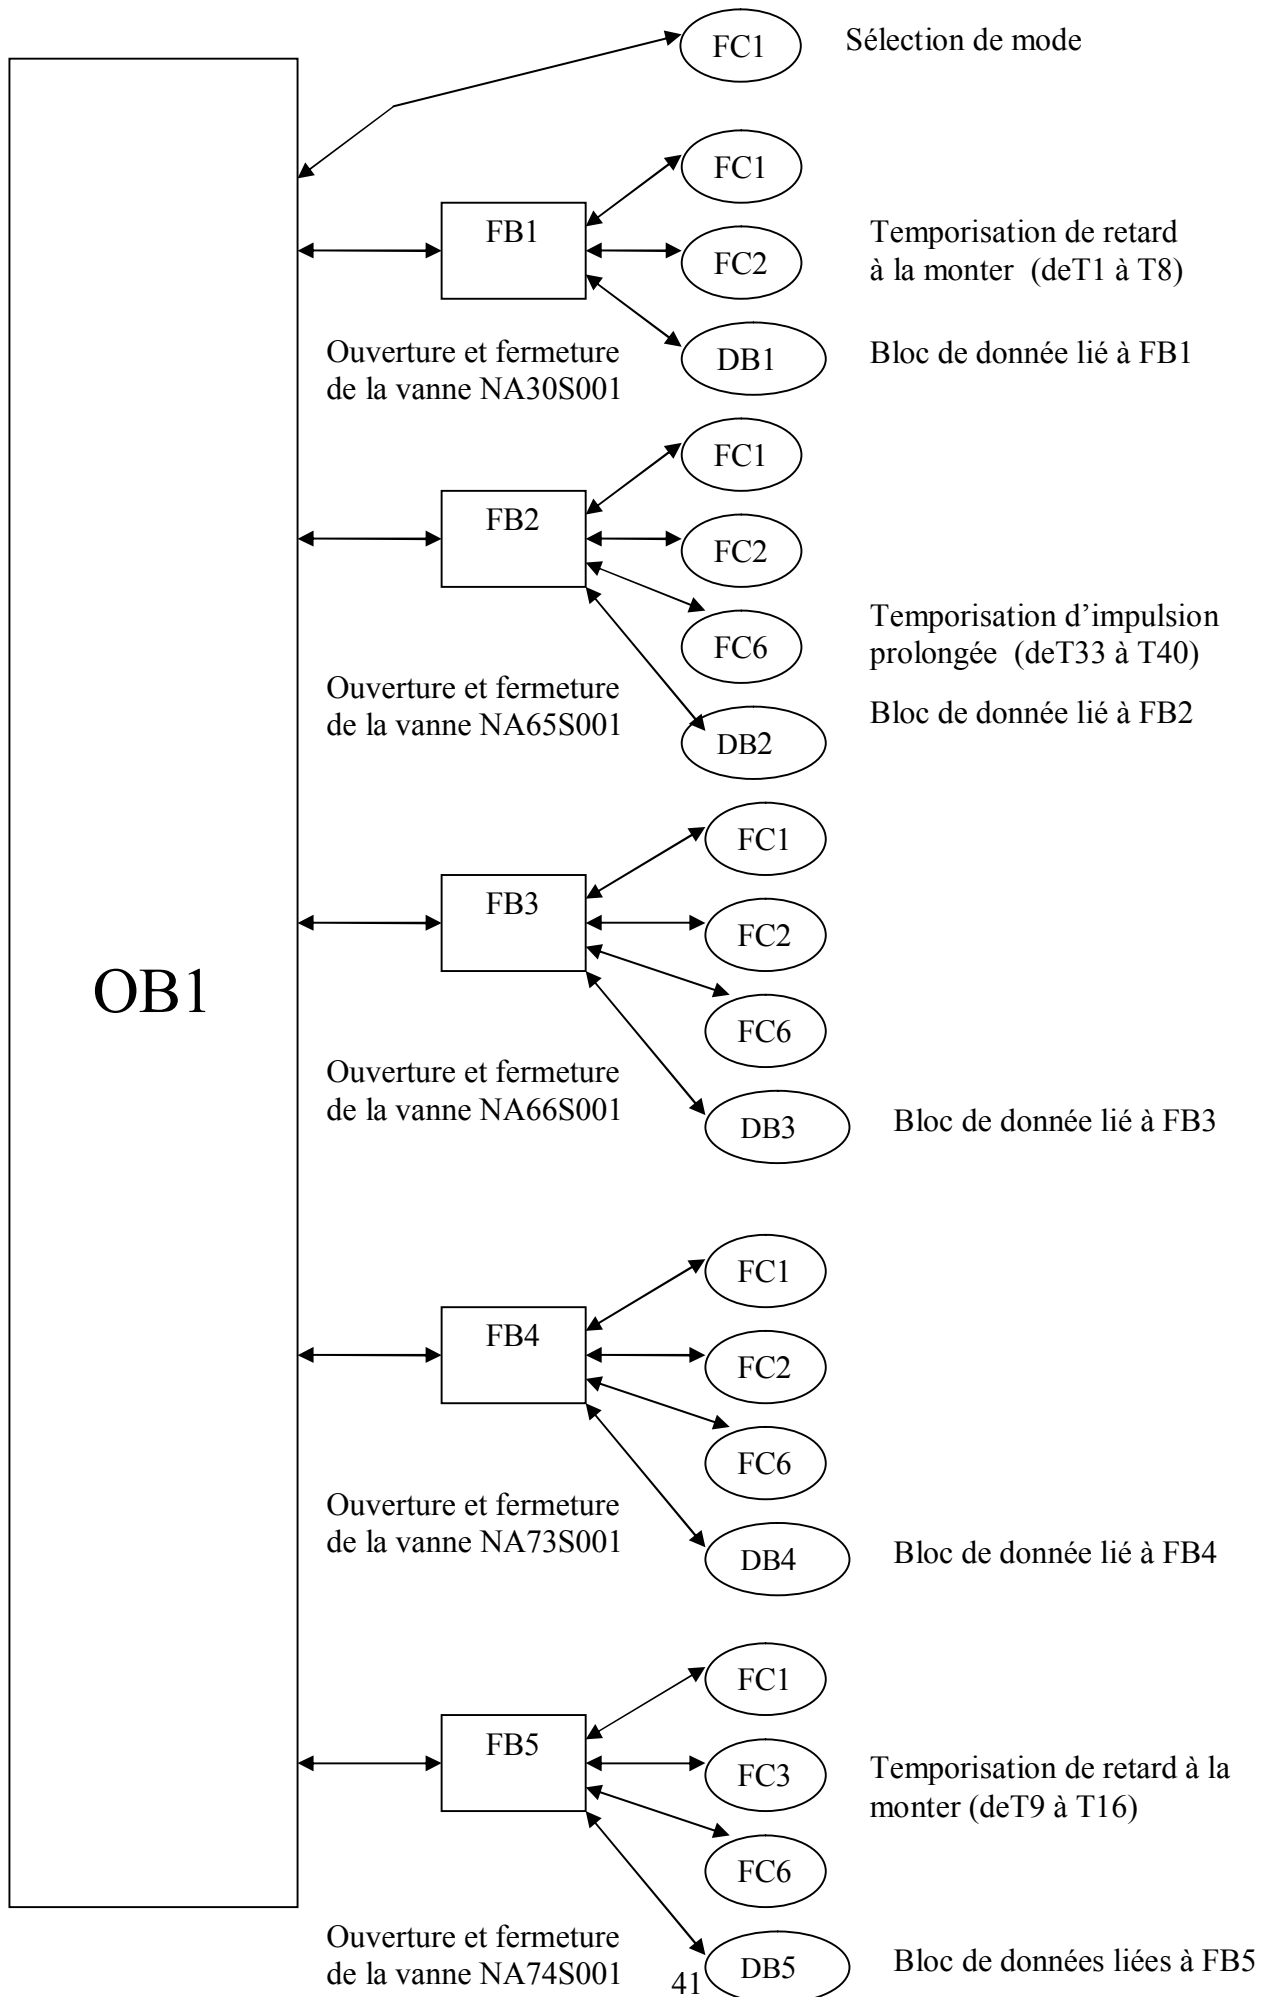 FC1
Sélection de mode
FC1
FB1
FC2
Temporisation de retard
à la monter (deT1 à T8)
Ouverture et fermeture
de la vanne NA30S001
DB1
Bloc de donnée lié à FB1
FC1
FB2
FC2
FC6
Temporisation d’impulsion
prolongée (deT33 à T40)
Ouverture et fermeture
de la vanne NA65S001
DB2
Bloc de donnée lié à FB2
FC1
FB3
FC2
OB1
FC6
Ouverture et fermeture
de la vanne NA66S001
DB3
Bloc de donnée lié à FB3
FC1
FB4
FC2
FC6
Ouverture et fermeture
de la vanne NA73S001
DB4
Bloc de donnée lié à FB4
FC1
FB5
FC3
Temporisation de retard à la
monter (deT9 à T16)
FC6
Ouverture et fermeture
de la vanne NA74S001
41
DB5
Bloc de données liées à FB5